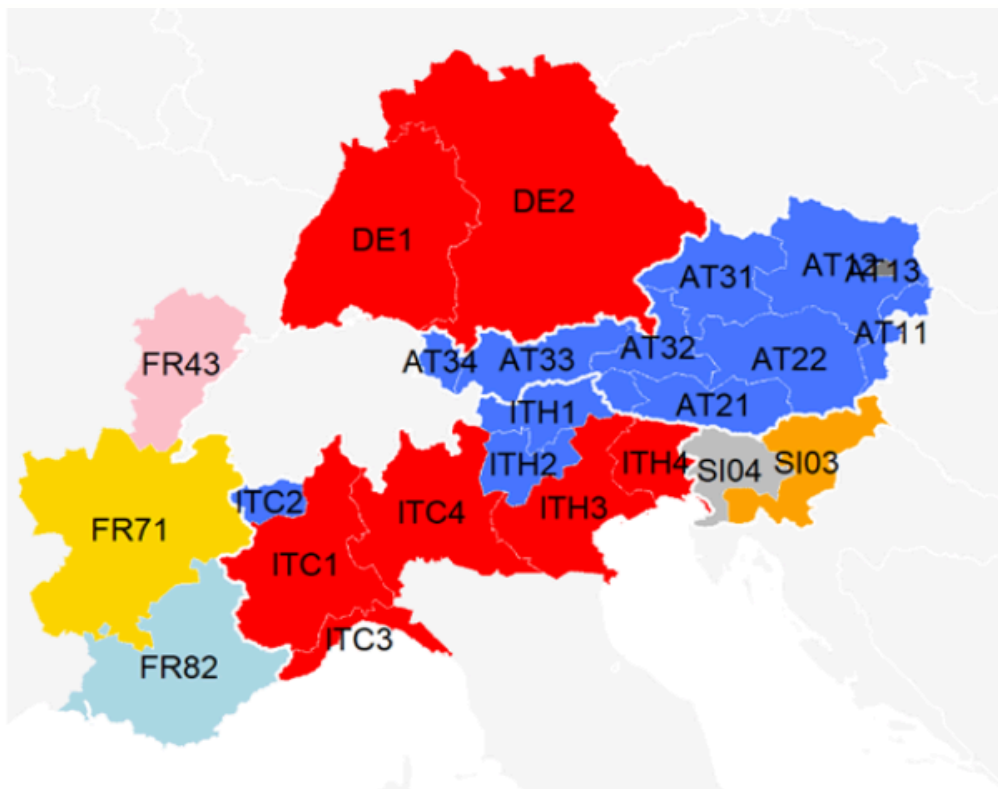 DE2
DE1
AT12
AT13
AT31
AT11
AT32
AT34
AT33
AT22
FR43
ITH1
AT21
ITH2
ITH4
SI04
SI03
ITC2
ITC4
ITH3
FR71
ITC1
ITC3
FR82